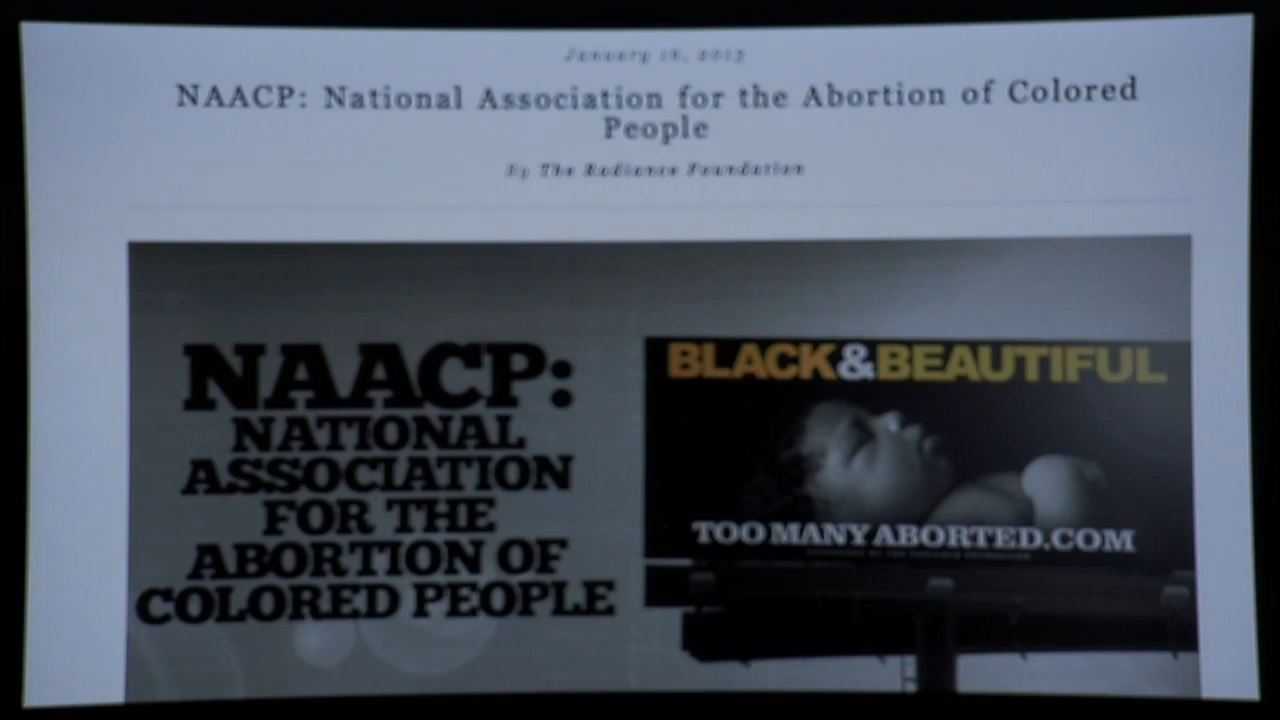 January 16, 2013
NAACP: National Association for the Abortion of Colored
People
By The Radiance Foundation
NAACP:
NATIONAL
ASSOCIATION
FOR THE
ABORTION OF
COLORED PEOPLE
BLACK&BEAUTIFUL
TOOMANYABORTED.COM